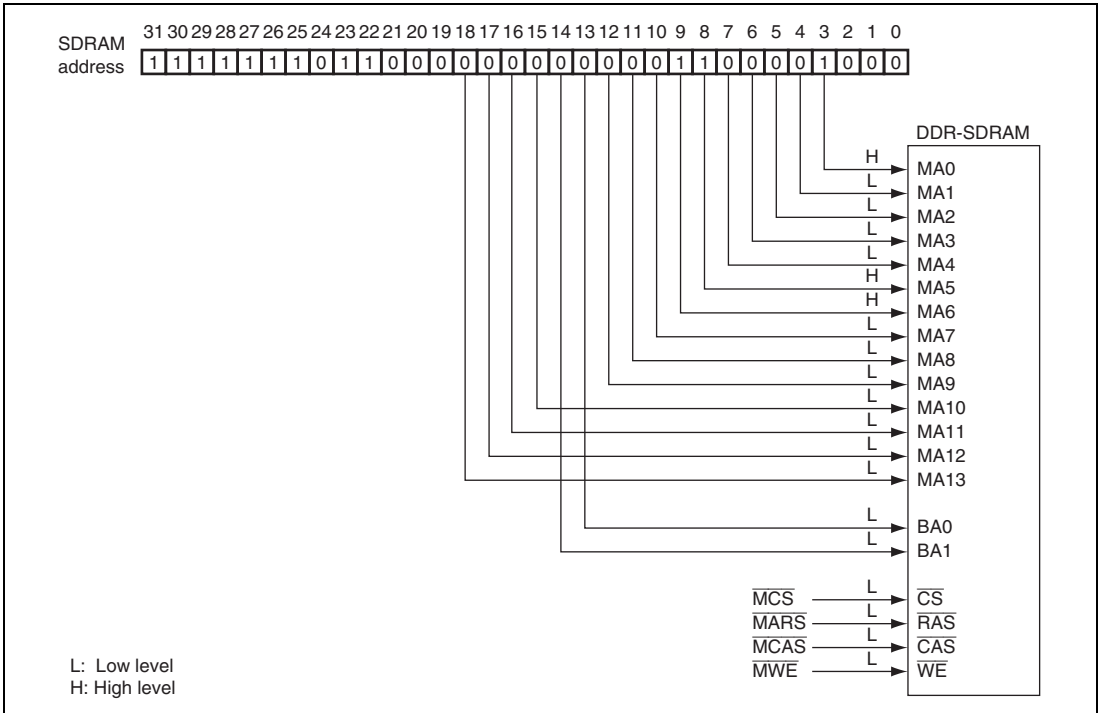 31 30 29 28 27 26 25 24 23 22 21 20 19 18 17 16 15 14 13 12 11 10 9 8 7 6 5 4 3 2 1 0
SDRAM
address
1 1 1 1 1 1 1 0 1 1 0 0 0 0 0 0 0 0 0 0 0 0 1 1 0 0 0 0 1 0 0 0
DDR-SDRAM
H MA0
L MA1
L MA2
L MA3
L MA4
H MA5
H MA6
L MA7
L MA8
L MA9
L MA10
L MA11
L MA12
L MA13
L BA0
L BA1
MCS L CS
MARS L RAS
MCAS L CAS
MWE L WE
L: Low level
H: High level